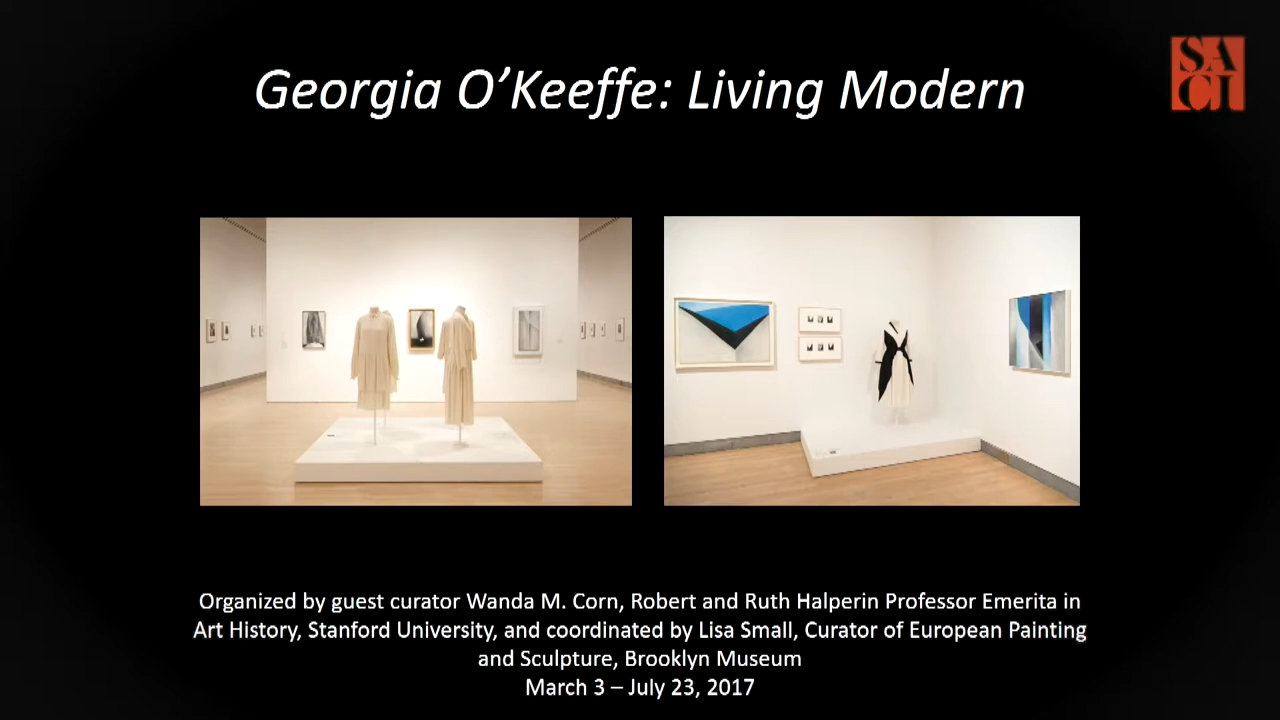 Georgia O’Keeffe: Living Modern
SA
CI
Organized by guest curator Wanda M. Corn, Robert and Ruth Halperin Professor Emerita in
Art History, Stanford University, and coordinated by Lisa Small, Curator of European Painting
and Sculpture, Brooklyn Museum
March 3 – July 23, 2017